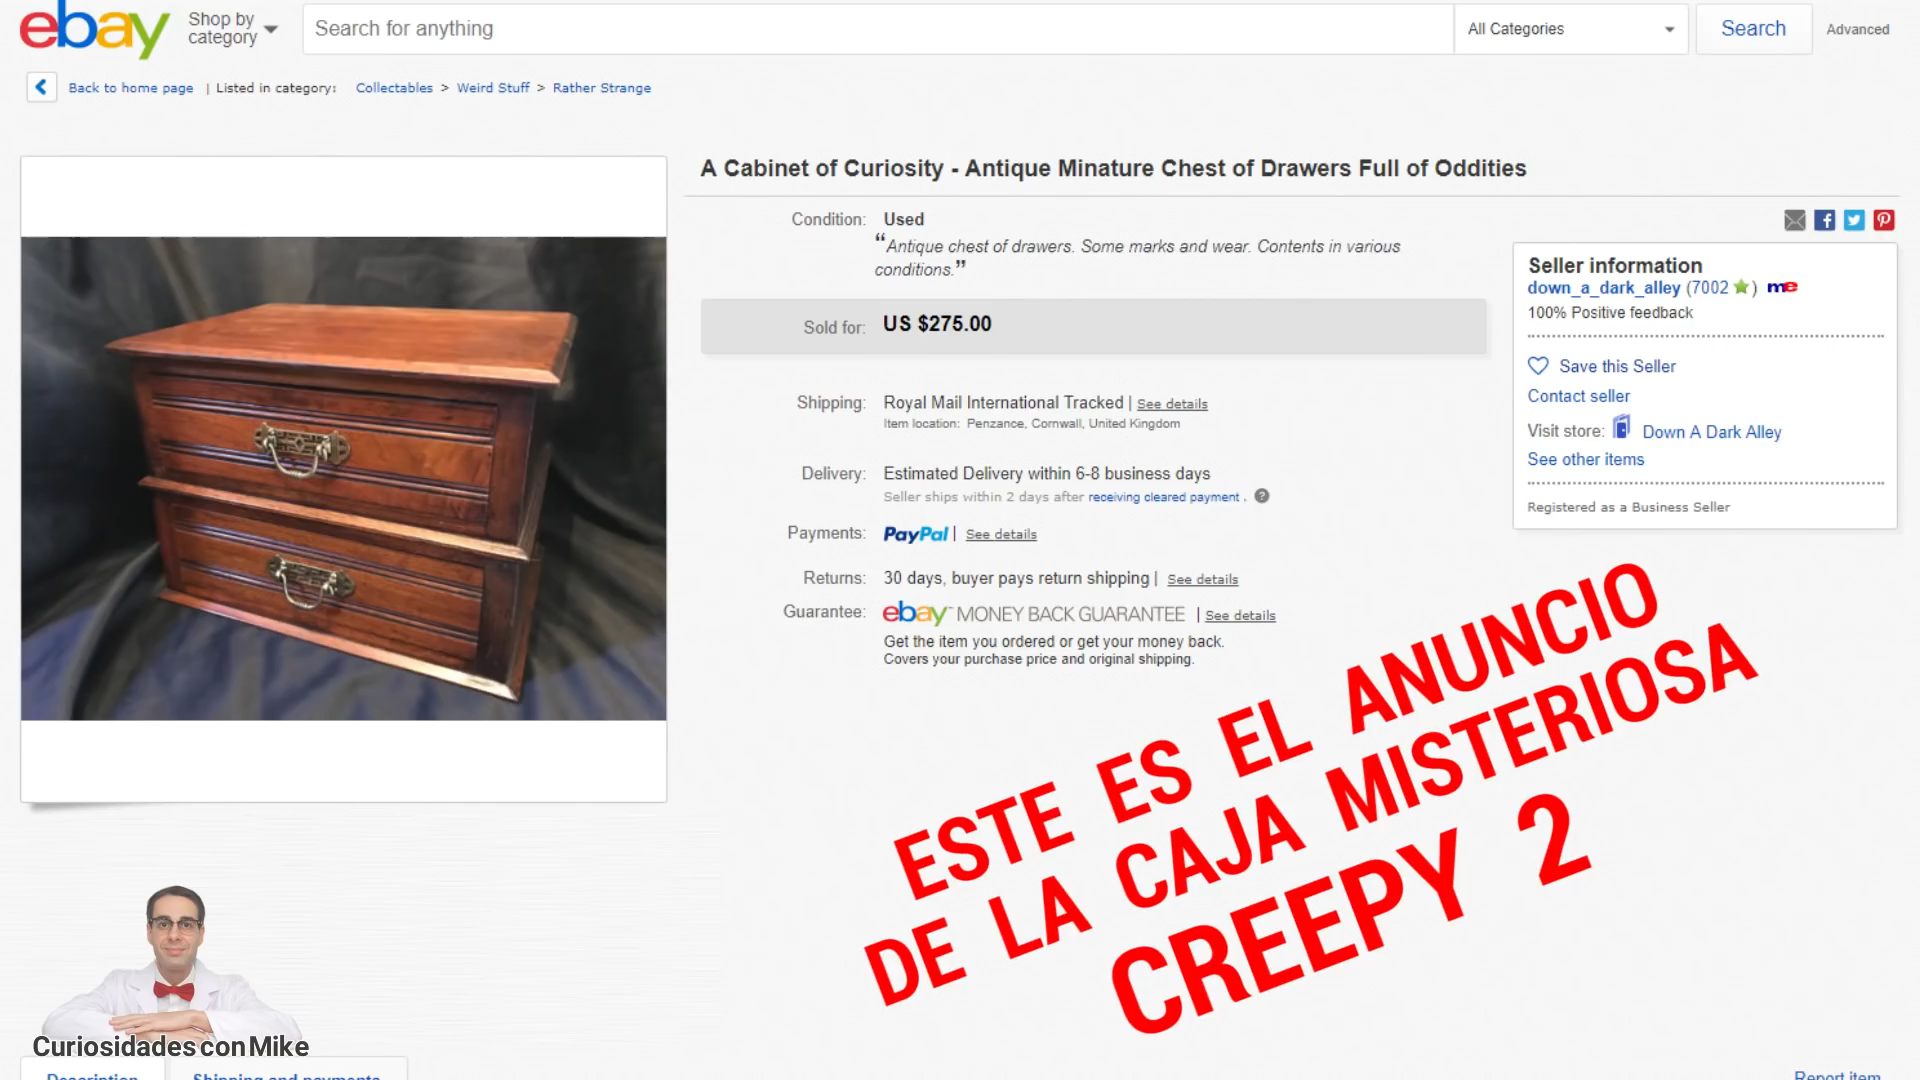 ebay
Shop by
category
Search for anything
All Categories
Search
Advanced
Back to home page | Listed in category: Collectables > Weird Stuff > Rather Strange
A Cabinet of Curiosity - Antique Minature Chest of Drawers Full of Oddities
Condition: Used
“Antique chest of drawers. Some marks and wear. Contents in various
conditions.”
Sold for: US $275.00
Shipping: Royal Mail International Tracked | See details
Item location: Penzance, Cornwall, United Kingdom
Delivery: Estimated Delivery within 6-8 business days
Seller ships within 2 days after receiving cleared payment . ?
Payments: PayPal | See details
Returns: 30 days, buyer pays return shipping | See details
Guarantee: ebay™ MONEY BACK GUARANTEE | See details
Get the item you ordered or get your money back.
Covers your purchase price and original shipping.
Seller information
down_a_dark_alley (7002 ) me
100% Positive feedback
Save this Seller
Contact seller
Visit store: Down A Dark Alley
See other items
Registered as a Business Seller
ESTE ES EL ANUNCIO
DE LA CAJA MISTERIOSA
CREEPY 2
Curiosidades con Mike
Description
Shipping and payments
Report item